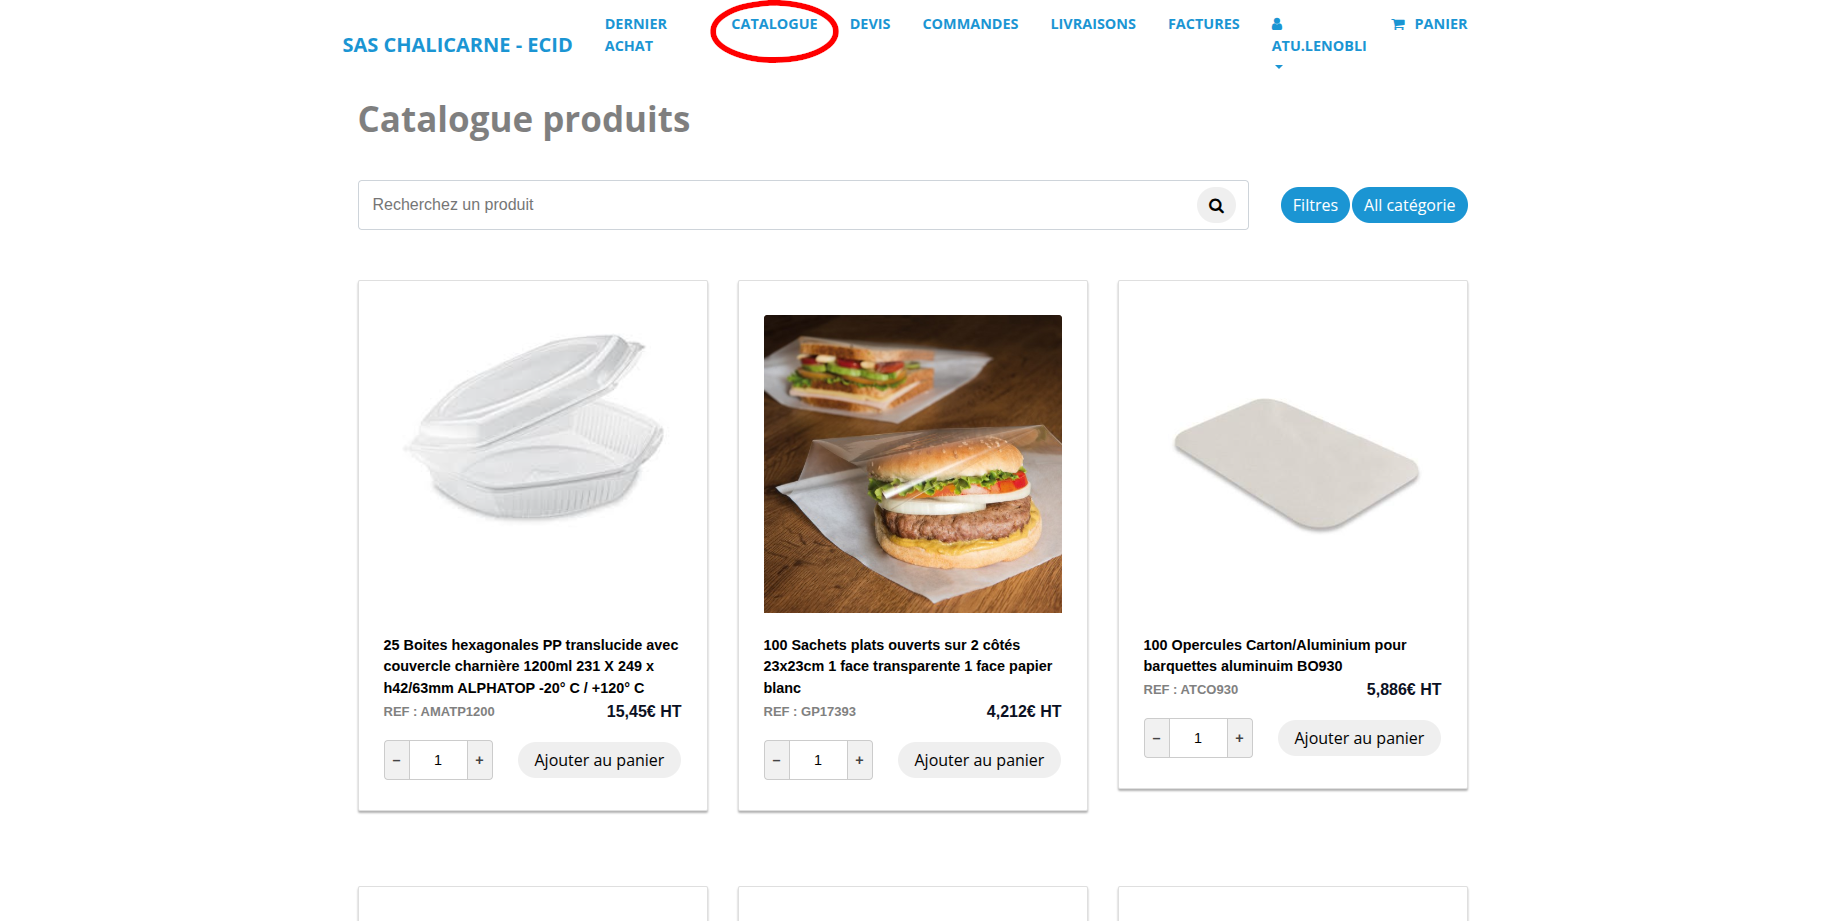 SAS CHALICARNE - ECID
DERNIER
ACHAT
CATALOGUE
DEVIS
COMMANDES
LIVRAISONS
FACTURES
ATU.LENOBLI
PANIER
Catalogue produits
Recherchez un produit
Filtres
All catégorie
25 Boites hexagonales PP translucide avec
couvercle charnière 1200ml 231 X 249 x
h42/63mm ALPHATOP -20° C / +120° C
REF : AMATP1200
15,45€ HT
– 1 +
Ajouter au panier
100 Sachets plats ouverts sur 2 côtés
23x23cm 1 face transparente 1 face papier
blanc
REF : GP17393
4,212€ HT
– 1 +
Ajouter au panier
100 Opercules Carton/Aluminium pour
barquettes aluminuim BO930
REF : ATCO930
5,886€ HT
– 1 +
Ajouter au panier